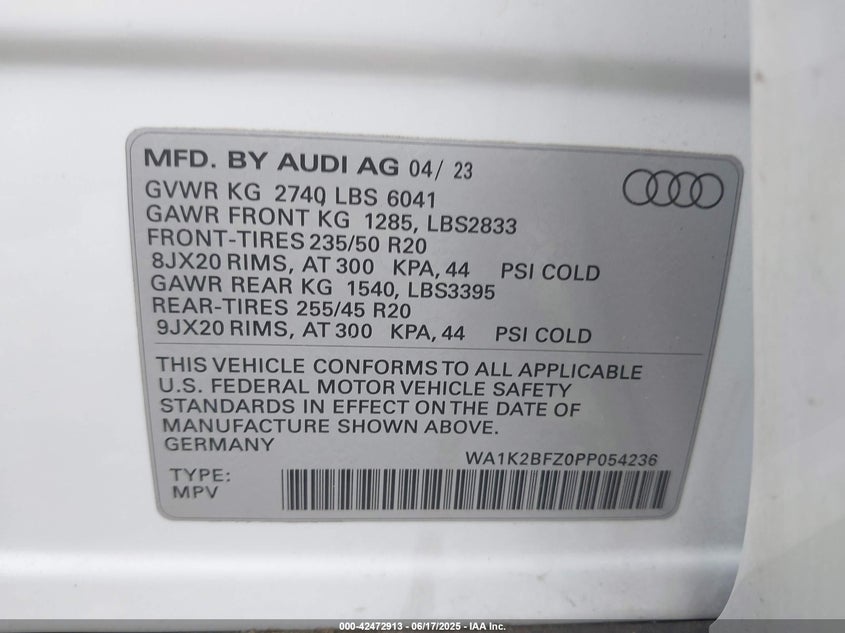 MFD. BY AUDI AG 04/ 23
GVWR KG 2740 LBS 6041
GAWR FRONT KG 1285, LBS2833
FRONT-TIRES 235/50 R20
8JX20 RIMS, AT 300 KPA, 44 PSI COLD
GAWR REAR KG 1540, LBS3395
REAR-TIRES 255/45 R20
9JX20 RIMS, AT 300 KPA, 44 PSI COLD
THIS VEHICLE CONFORMS TO ALL APPLICABLE
U.S. FEDERAL MOTOR VEHICLE SAFETY
STANDARDS IN EFFECT ON THE DATE OF
MANUFACTURE SHOWN ABOVE.
GERMANY
WA1K2BFZ0PP054236
TYPE:
MPV
000-42472913 - 06/17/2025 - IAA Inc.